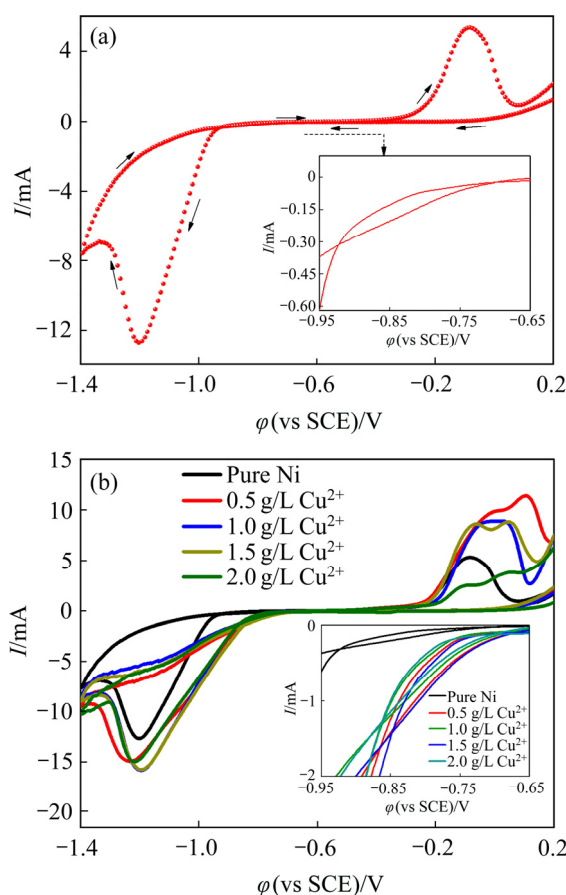 (a)
4
0
−4
−8
−12
I/mA
−1.4
−1.0
−0.6
−0.2
0.2
φ(vs SCE)/V
0
−0.15
−0.30
−0.45
−0.60
I/mA
−0.95
−0.85
−0.75
−0.65
φ(vs SCE)/V
(b)
15
10
5
0
−5
−10
−15
−20
I/mA
Pure Ni
0.5 g/L Cu²⁺
1.0 g/L Cu²⁺
1.5 g/L Cu²⁺
2.0 g/L Cu²⁺
−1.4
−1.0
−0.6
−0.2
0.2
φ(vs SCE)/V
0
−1
−2
I/mA
Pure Ni
0.5 g/L Cu²⁺
1.0 g/L Cu²⁺
1.5 g/L Cu²⁺
2.0 g/L Cu²⁺
−0.95
−0.85
−0.75
−0.65
φ(vs SCE)/V